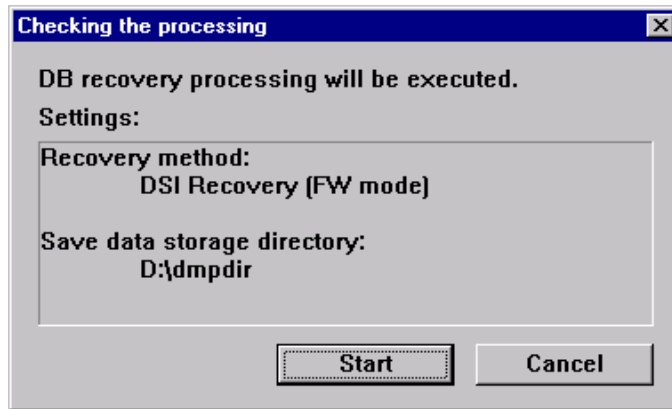 Checking the processing
DB recovery processing will be executed.
Settings:
Recovery method:
DSI Recovery (FW mode)
Save data storage directory:
D:\dmpdir
Start
Cancel